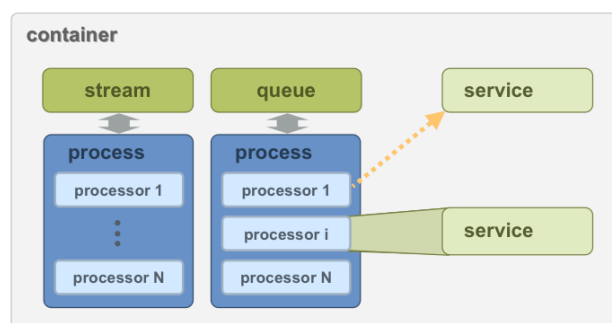 container
stream
queue
service
process
process
processor 1
processor 1
processor i
service
processor N
processor N